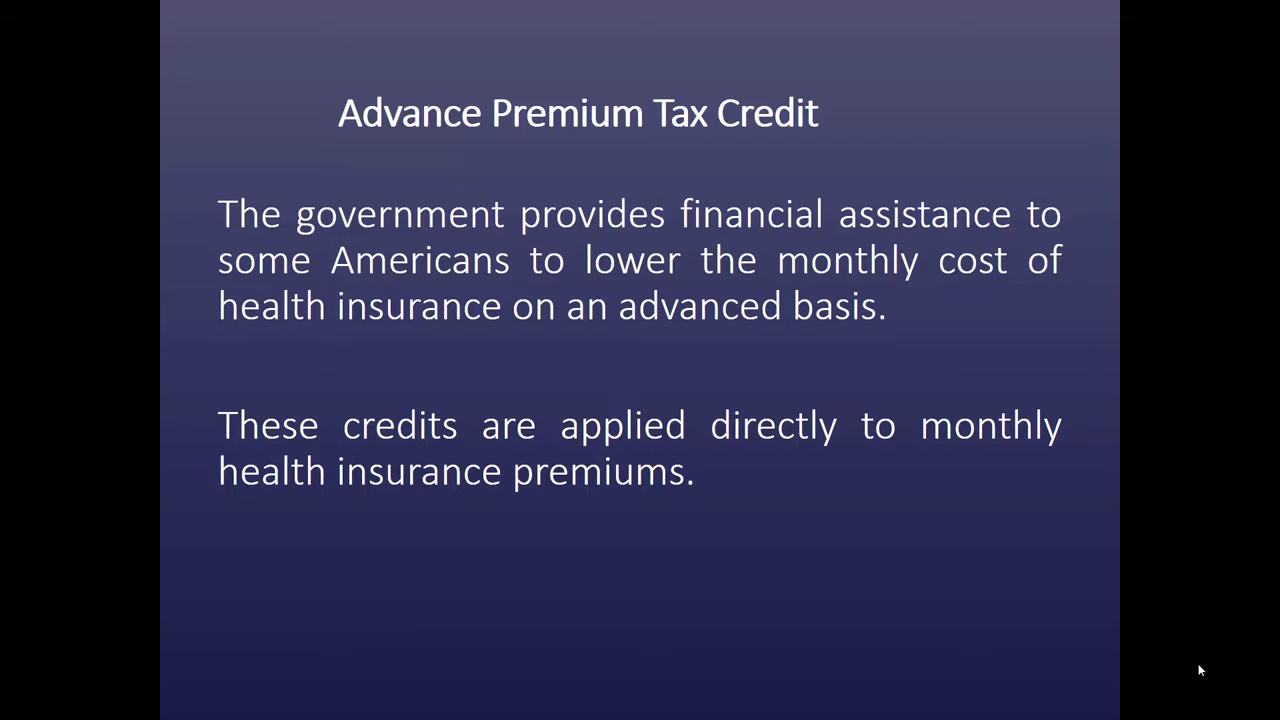 Advance Premium Tax Credit
The government provides financial assistance to
some Americans to lower the monthly cost of
health insurance on an advanced basis.
These credits are applied directly to monthly
health insurance premiums.